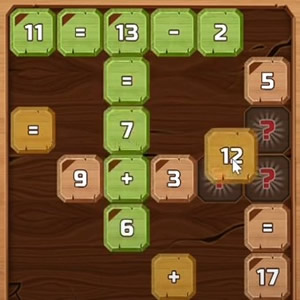 11 = 13 - 2
= 5
= 7 ?
12
9 + 3 ? ?
6 =
+ 17